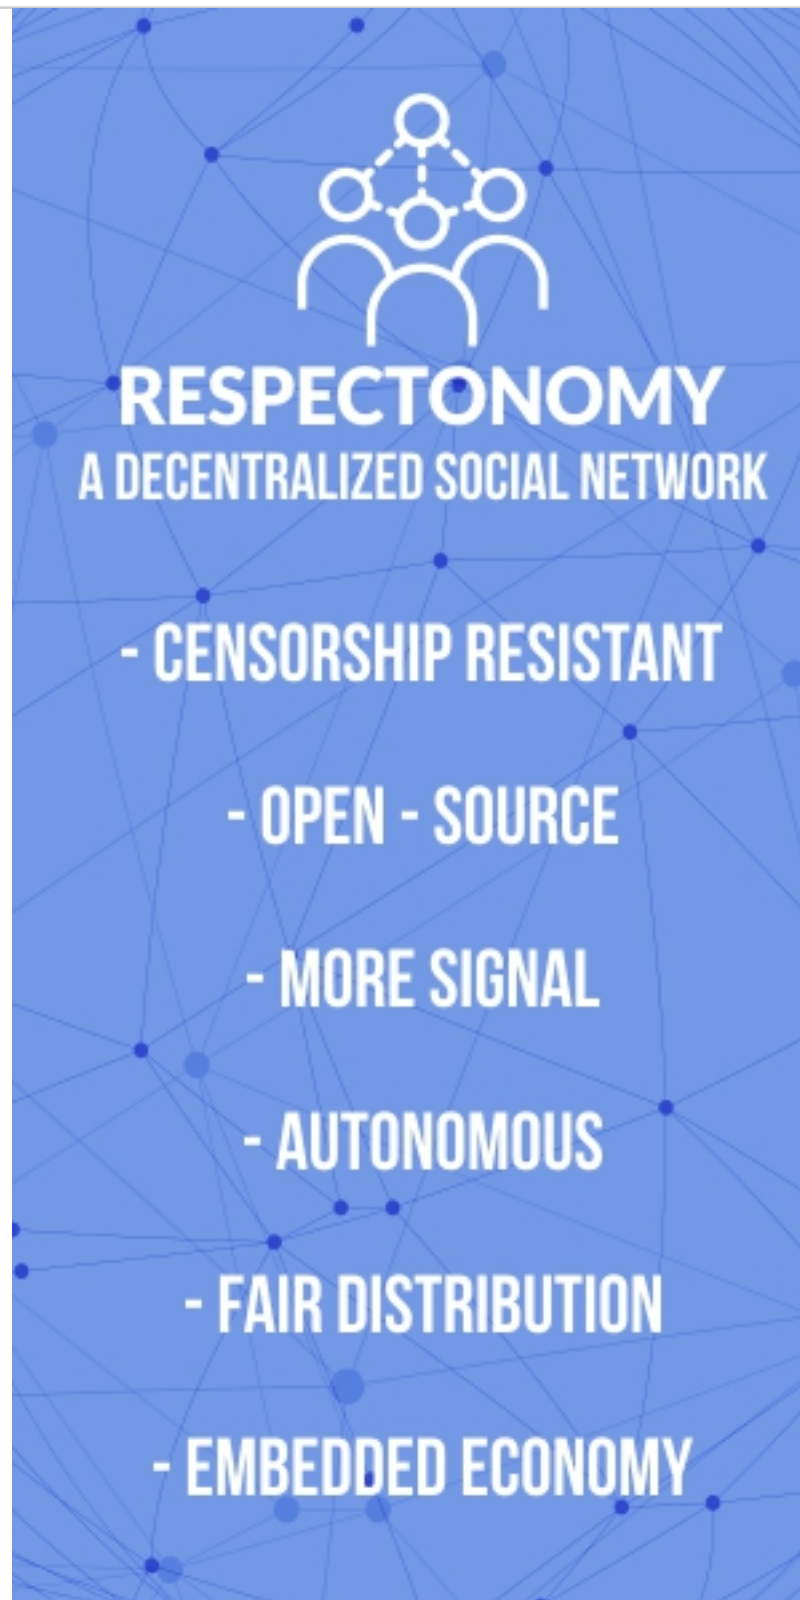 RESPECTONOMY
A DECENTRALIZED SOCIAL NETWORK
- CENSORSHIP RESISTANT
- OPEN - SOURCE
- MORE SIGNAL
- AUTONOMOUS
- FAIR DISTRIBUTION
- EMBEDDED ECONOMY